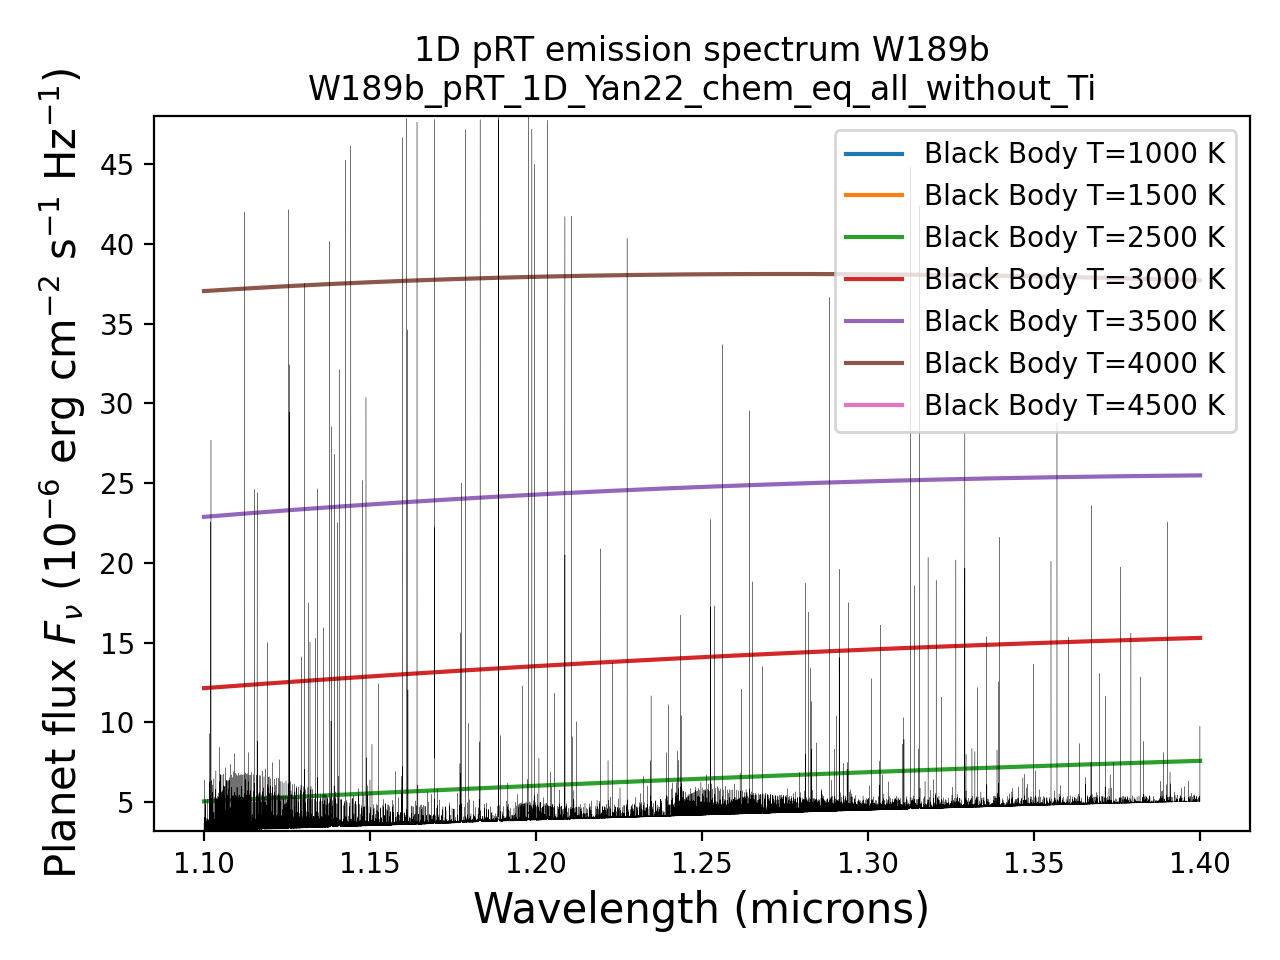 1D pRT emission spectrum W189b
W189b_pRT_1D_Yan22_chem_eq_all_without_Ti
Planet flux F_ν (10⁻⁶ erg cm⁻² s⁻¹ Hz⁻¹)
45
40
35
30
25
20
15
10
5
Black Body T=1000 K
Black Body T=1500 K
Black Body T=2500 K
Black Body T=3000 K
Black Body T=3500 K
Black Body T=4000 K
Black Body T=4500 K
1.10 1.15 1.20 1.25 1.30 1.35 1.40
Wavelength (microns)